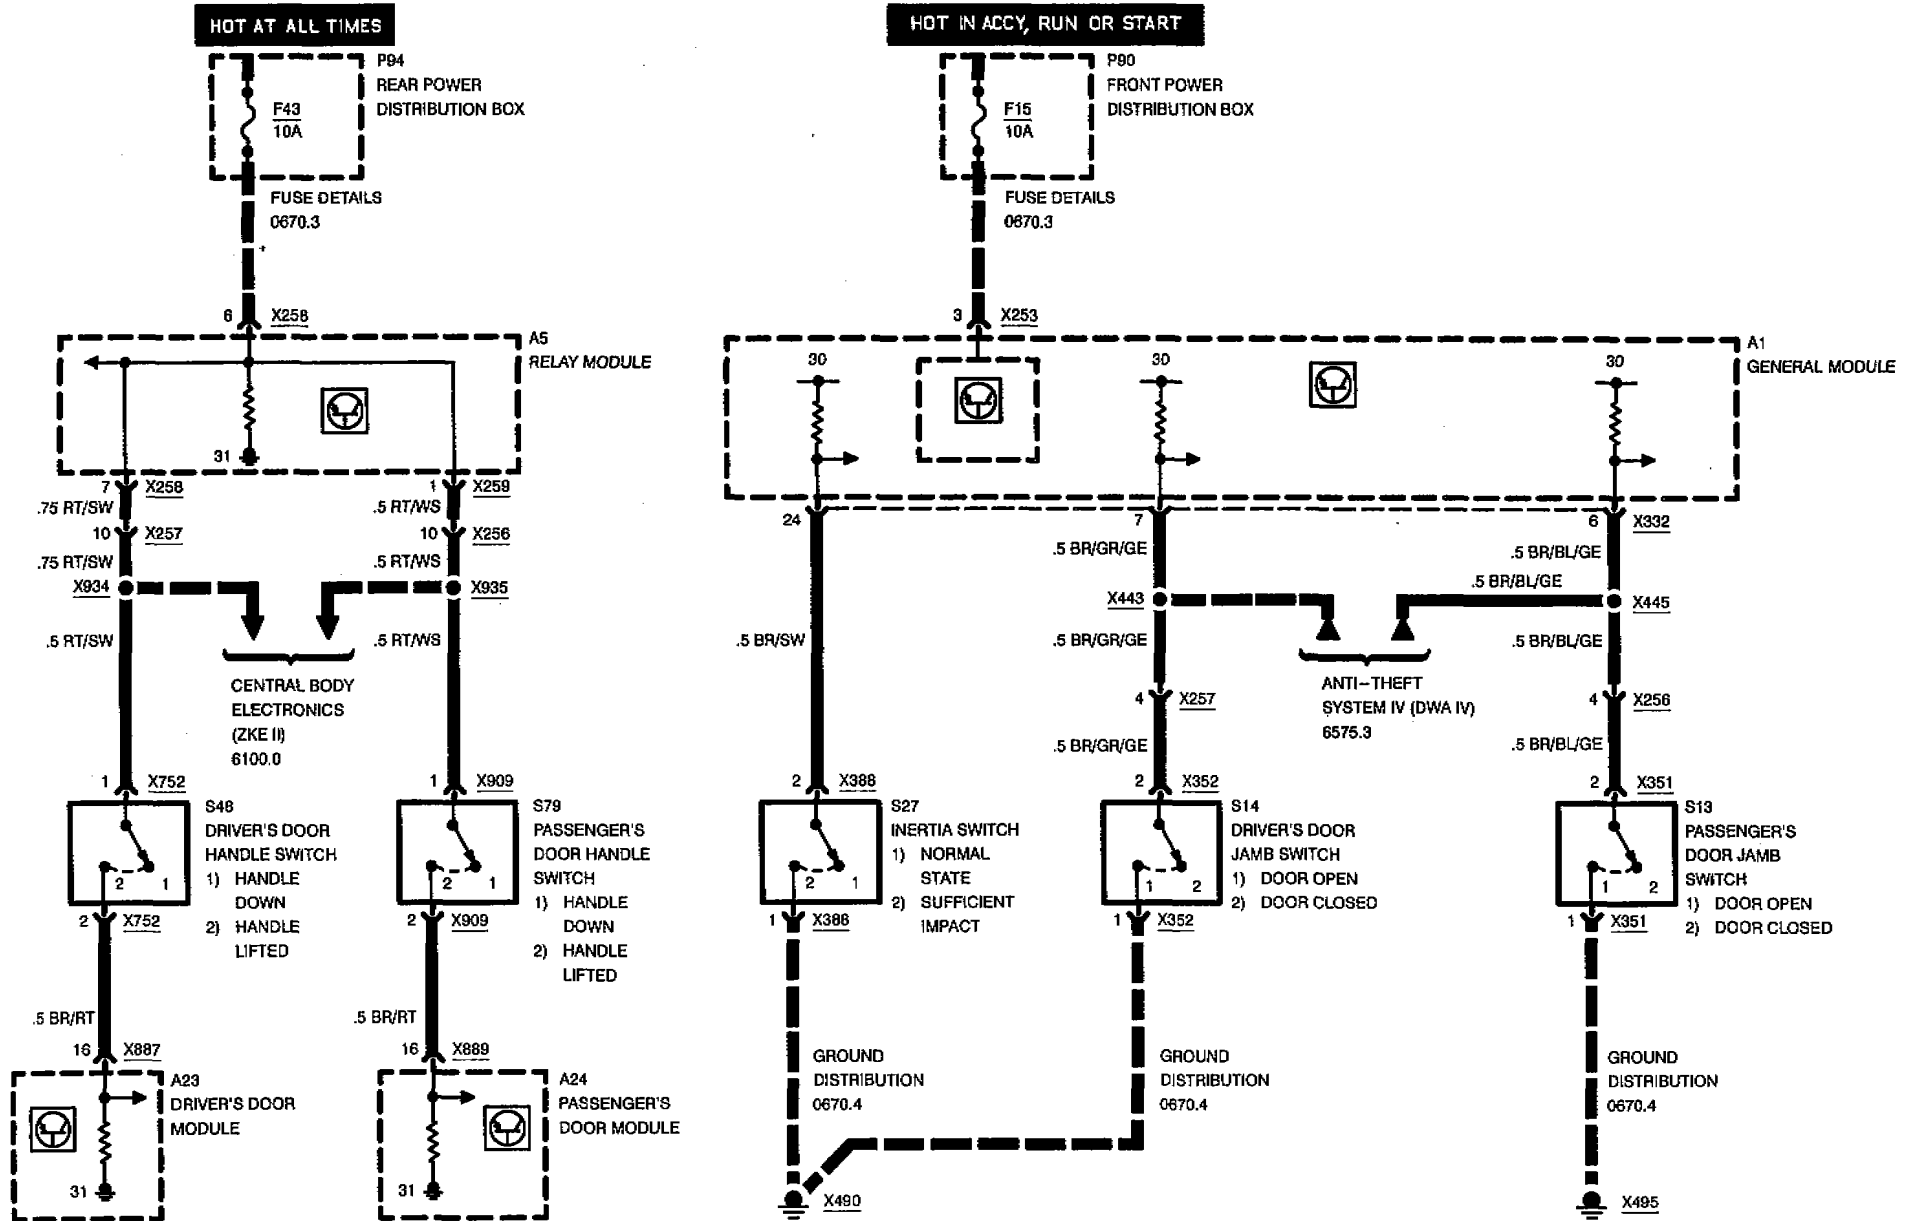 HOT AT ALL TIMES
HOT IN ACCY, RUN OR START
P94
REAR POWER
DISTRIBUTION BOX
F43
10A
FUSE DETAILS
0670.3
P90
FRONT POWER
DISTRIBUTION BOX
F15
10A
FUSE DETAILS
0670.3
6
X258
3
X253
A5
RELAY MODULE
31
A1
GENERAL MODULE
30
30
30
7
X258
1
X259
.75 RT/SW
.5 RT/WS
10
X257
10
X256
.75 RT/SW
.5 RT/WS
X934
X935
.5 RT/SW
.5 RT/WS
CENTRAL BODY
ELECTRONICS
(ZKE II)
6100.0
24
7
6
X332
.5 BR/GR/GE
.5 BR/BL/GE
.5 BR/BL/GE
X443
X445
.5 BR/SW
.5 BR/GR/GE
.5 BR/BL/GE
ANTI-THEFT
SYSTEM IV (DWA IV)
6575.3
4
X257
4
X256
.5 BR/GR/GE
.5 BR/BL/GE
1
X752
1
X909
2
X388
2
X352
2
X351
S48
DRIVER'S DOOR
HANDLE SWITCH
1) HANDLE
DOWN
2) HANDLE
LIFTED
2
1
S79
PASSENGER'S
DOOR HANDLE
SWITCH
1) HANDLE
DOWN
2) HANDLE
LIFTED
2
1
S27
INERTIA SWITCH
1) NORMAL
STATE
2) SUFFICIENT
IMPACT
2
1
S14
DRIVER'S DOOR
JAMB SWITCH
1) DOOR OPEN
2) DOOR CLOSED
1
2
S13
PASSENGER'S
DOOR JAMB
SWITCH
1) DOOR OPEN
2) DOOR CLOSED
1
2
2
X752
2
X909
1
X388
1
X352
1
X351
.5 BR/RT
.5 BR/RT
16
X887
16
X889
A23
DRIVER'S DOOR
MODULE
31
A24
PASSENGER'S
DOOR MODULE
31
GROUND
DISTRIBUTION
0670.4
GROUND
DISTRIBUTION
0670.4
GROUND
DISTRIBUTION
0670.4
X490
X495